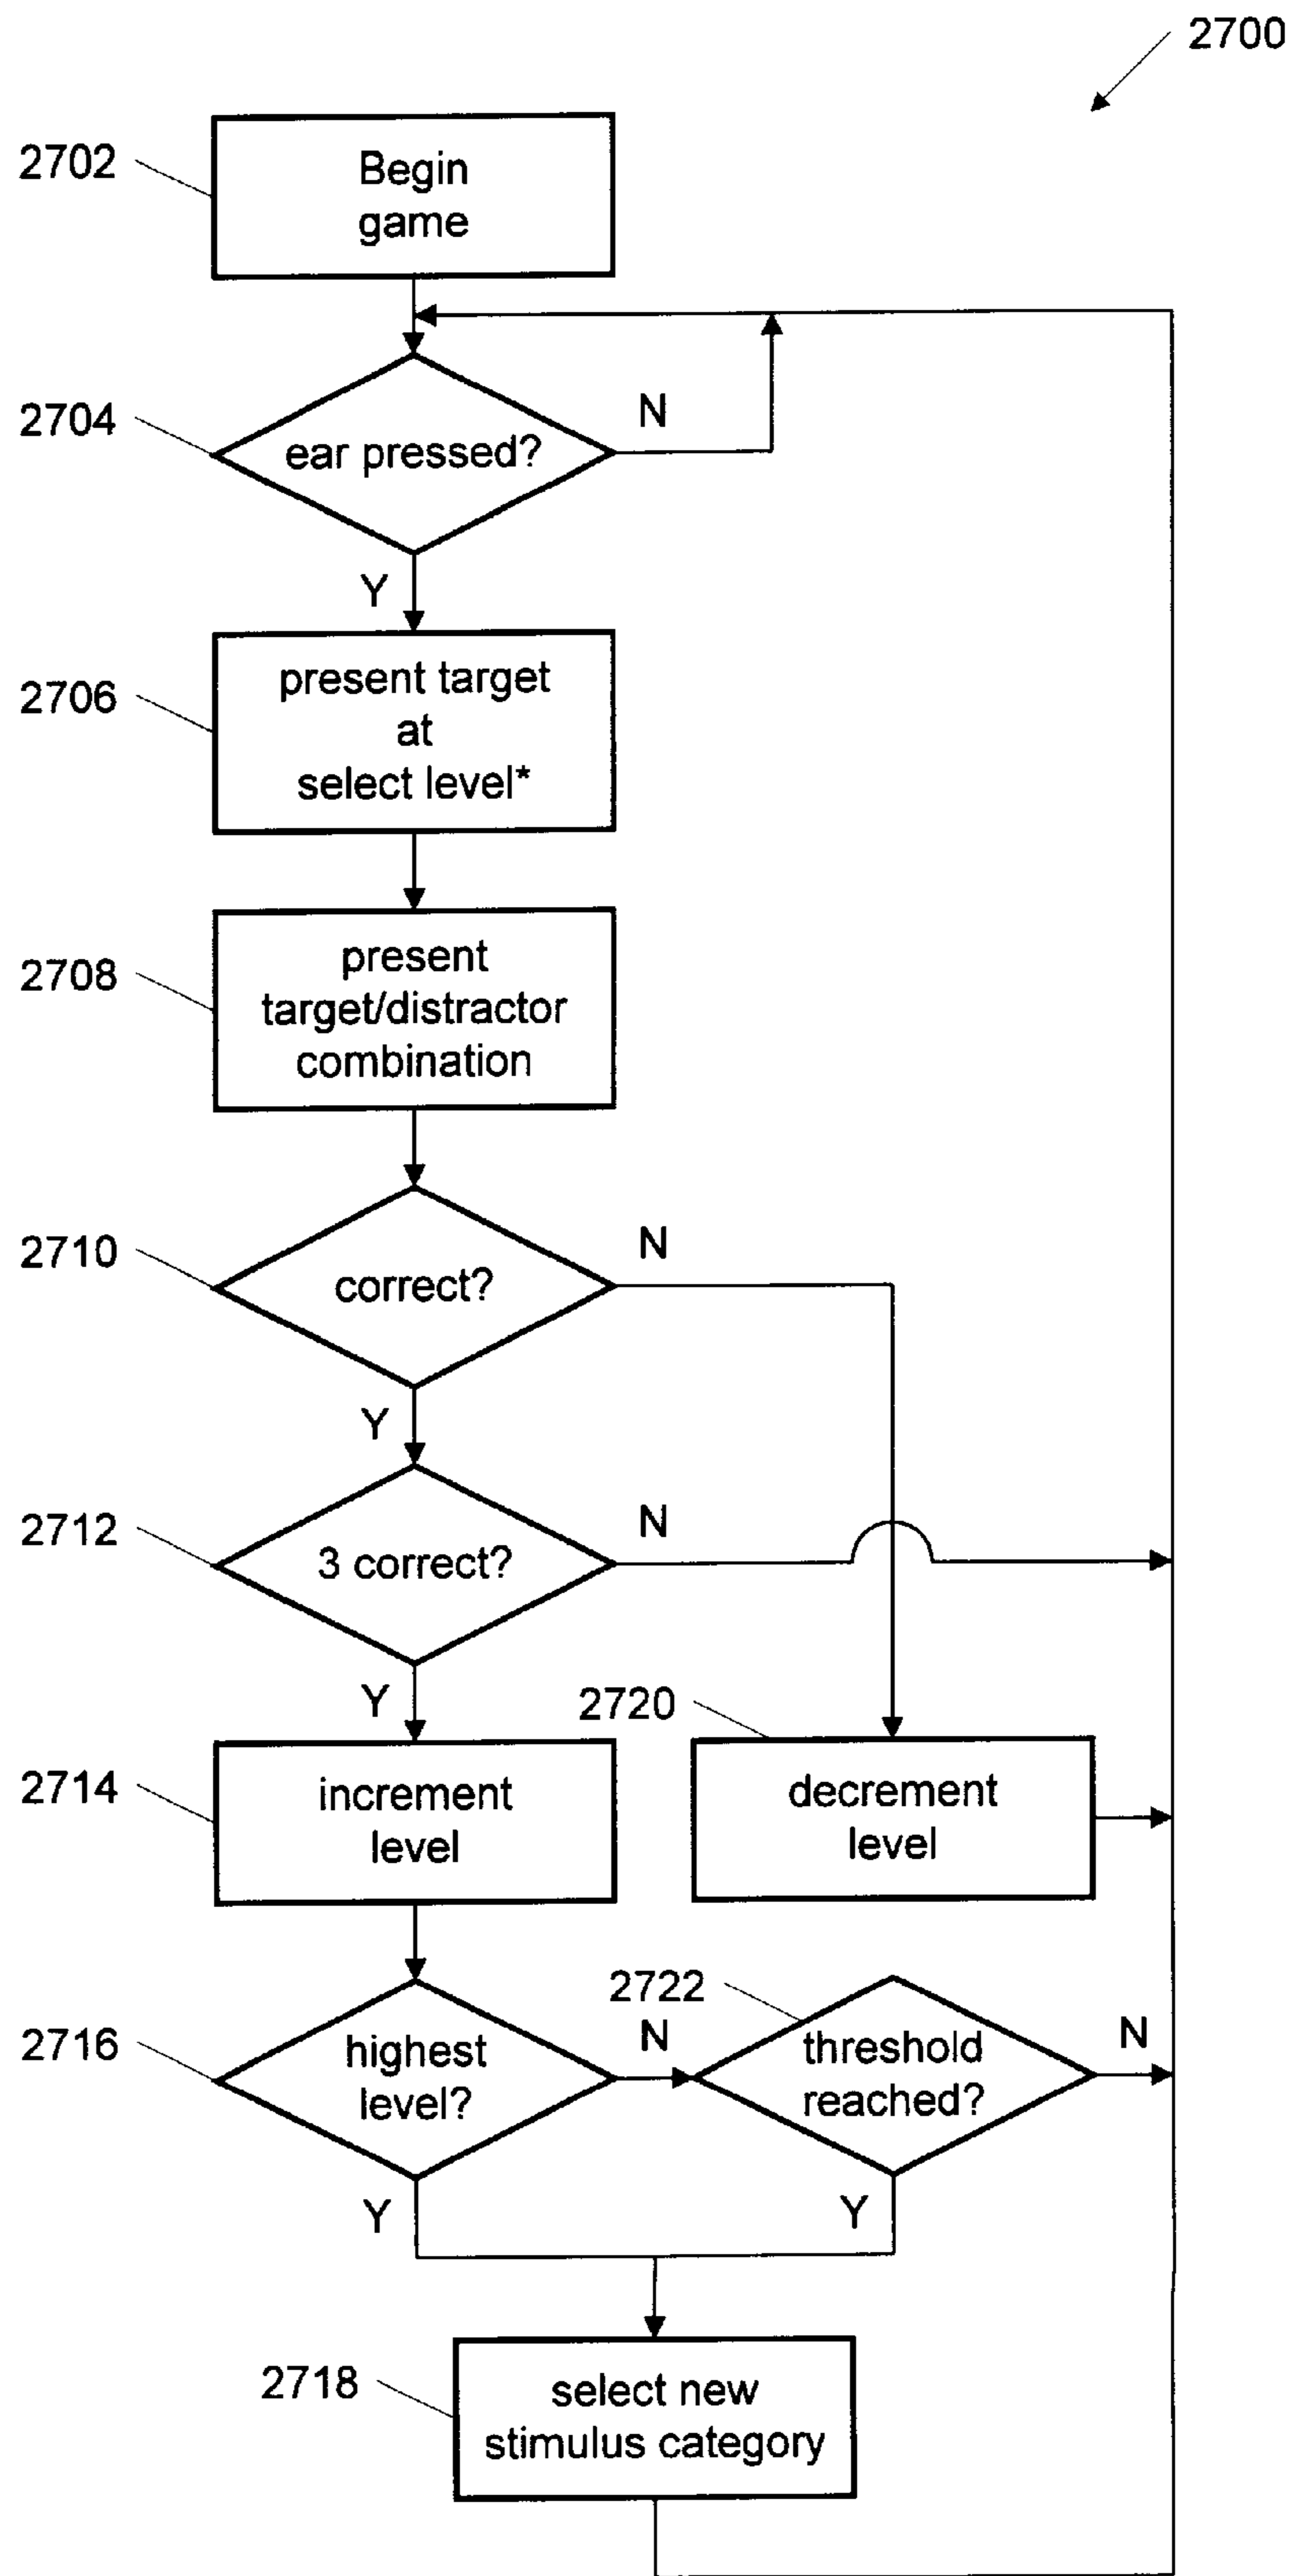 2700
2702
Begin
game
2704
ear pressed?
N
Y
2706
present target
at
select level*
2708
present
target/distractor
combination
2710
correct?
N
Y
2712
3 correct?
N
Y
2714
increment
level
2720
decrement
level
2716
highest
level?
N
Y
2722
threshold
reached?
N
Y
2718
select new
stimulus category